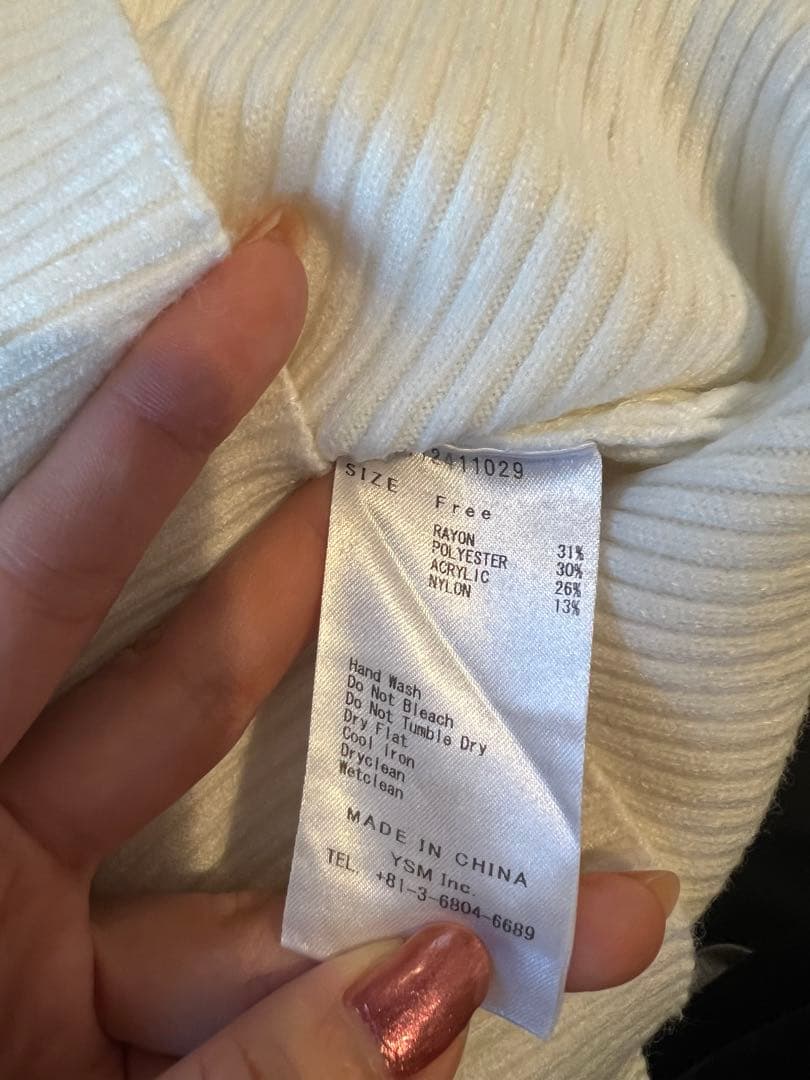 SIZE Free
RAYON 31%
POLYESTER 30%
ACRYLIC 26%
NYLON 13%
Hand Wash
Do Not Bleach
Do Not Tumble Dry
Dry Flat
Cool Iron
Dryclean
Wetclean
MADE IN CHINA
YSM Inc.
TEL. +81-3-6804-6689